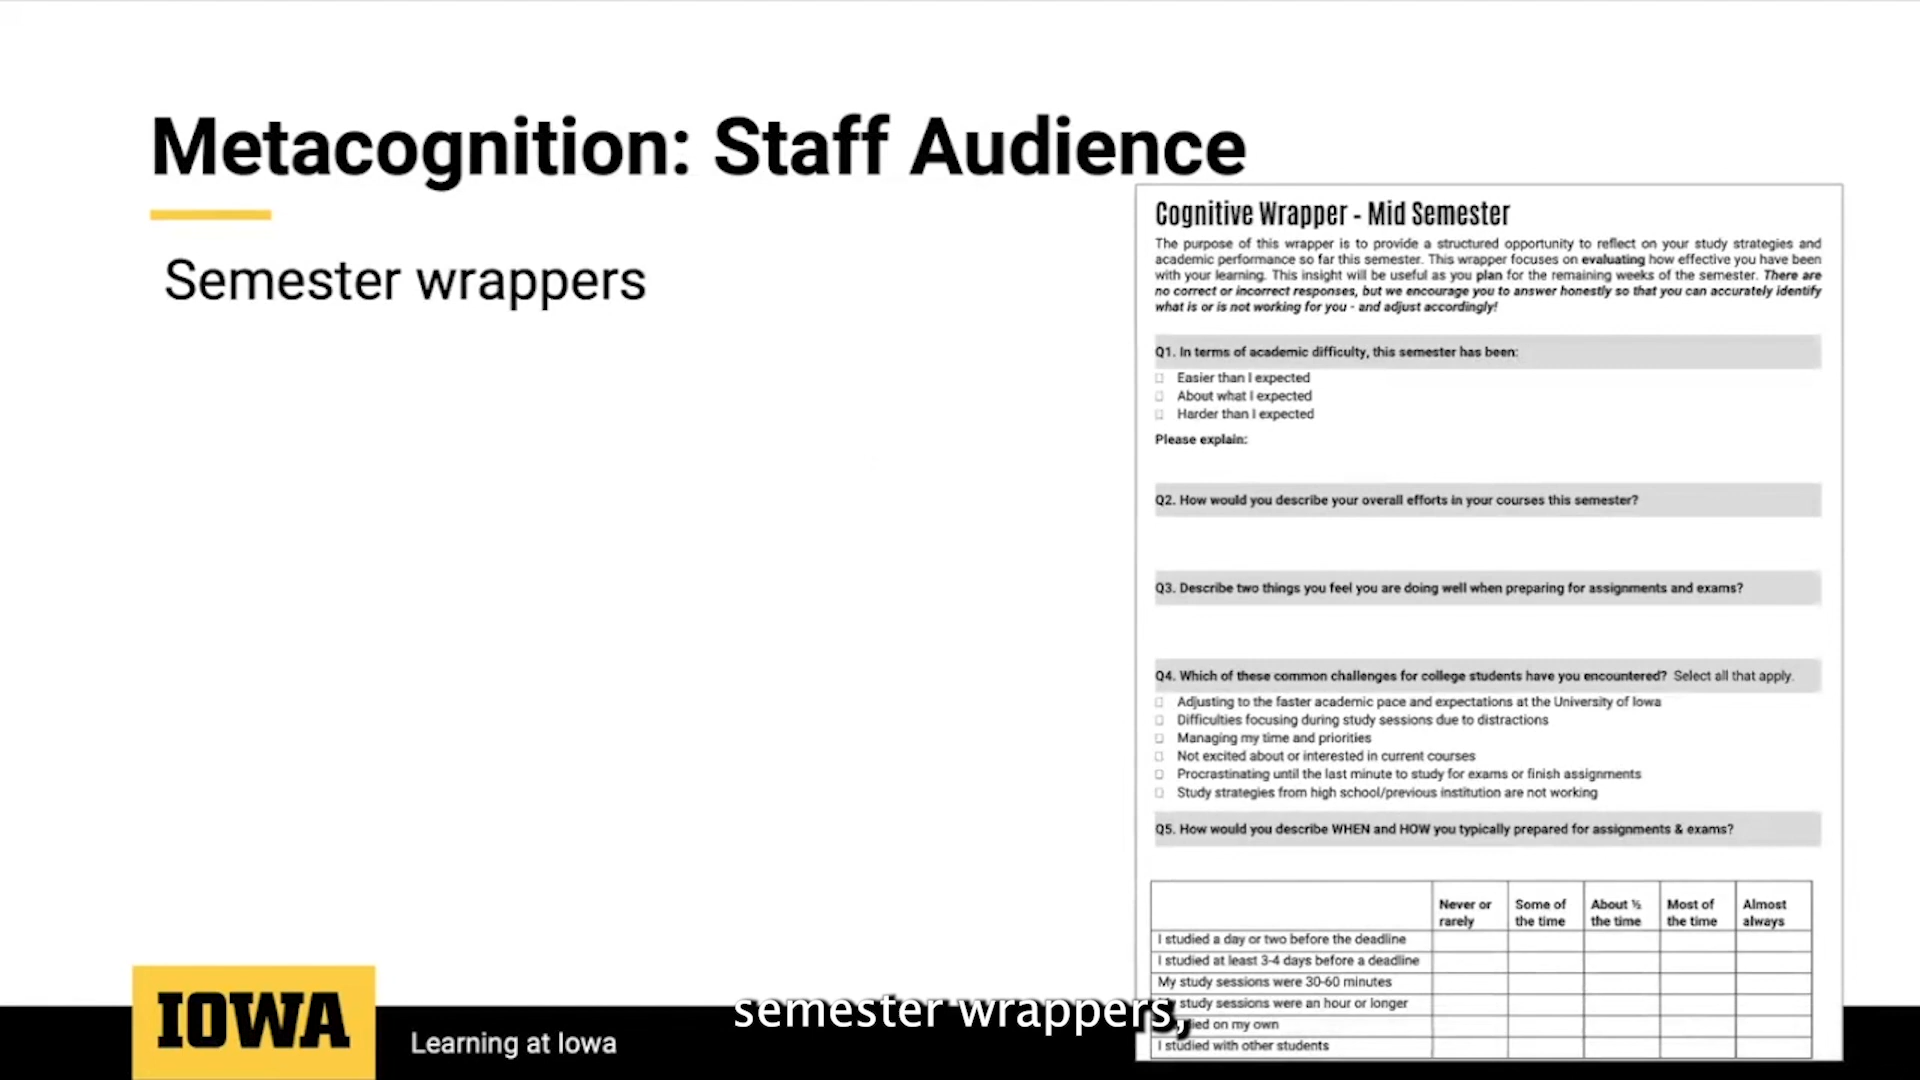 Metacognition: Staff Audience
Semester wrappers
Cognitive Wrapper - Mid Semester
The purpose of this wrapper is to provide a structured opportunity to reflect on your study strategies and
academic performance so far this semester. This wrapper focuses on evaluating how effective you have been
with your learning. This insight will be useful as you plan for the remaining weeks of the semester. There are
no correct or incorrect responses, but we encourage you to answer honestly so that you can accurately identify
what is or is not working for you - and adjust accordingly!
Q1. In terms of academic difficulty, this semester has been:
Easier than I expected
About what I expected
Harder than I expected
Please explain:
Q2. How would you describe your overall efforts in your courses this semester?
Q3. Describe two things you feel you are doing well when preparing for assignments and exams?
Q4. Which of these common challenges for college students have you encountered? Select all that apply.
Adjusting to the faster academic pace and expectations at the University of Iowa
Difficulties focusing during study sessions due to distractions
Managing my time and priorities
Not excited about or interested in current courses
Procrastinating until the last minute to study for exams or finish assignments
Study strategies from high school/previous institution are not working
Q5. How would you describe WHEN and HOW you typically prepared for assignments & exams?
Never or rarely
Some of the time
About ½ the time
Most of the time
Almost always
I studied a day or two before the deadline
I studied at least 3-4 days before a deadline
My study sessions were 30-60 minutes
study sessions were an hour or longer
on my own
I studied with other students
semester wrappers,
IOWA
Learning at Iowa